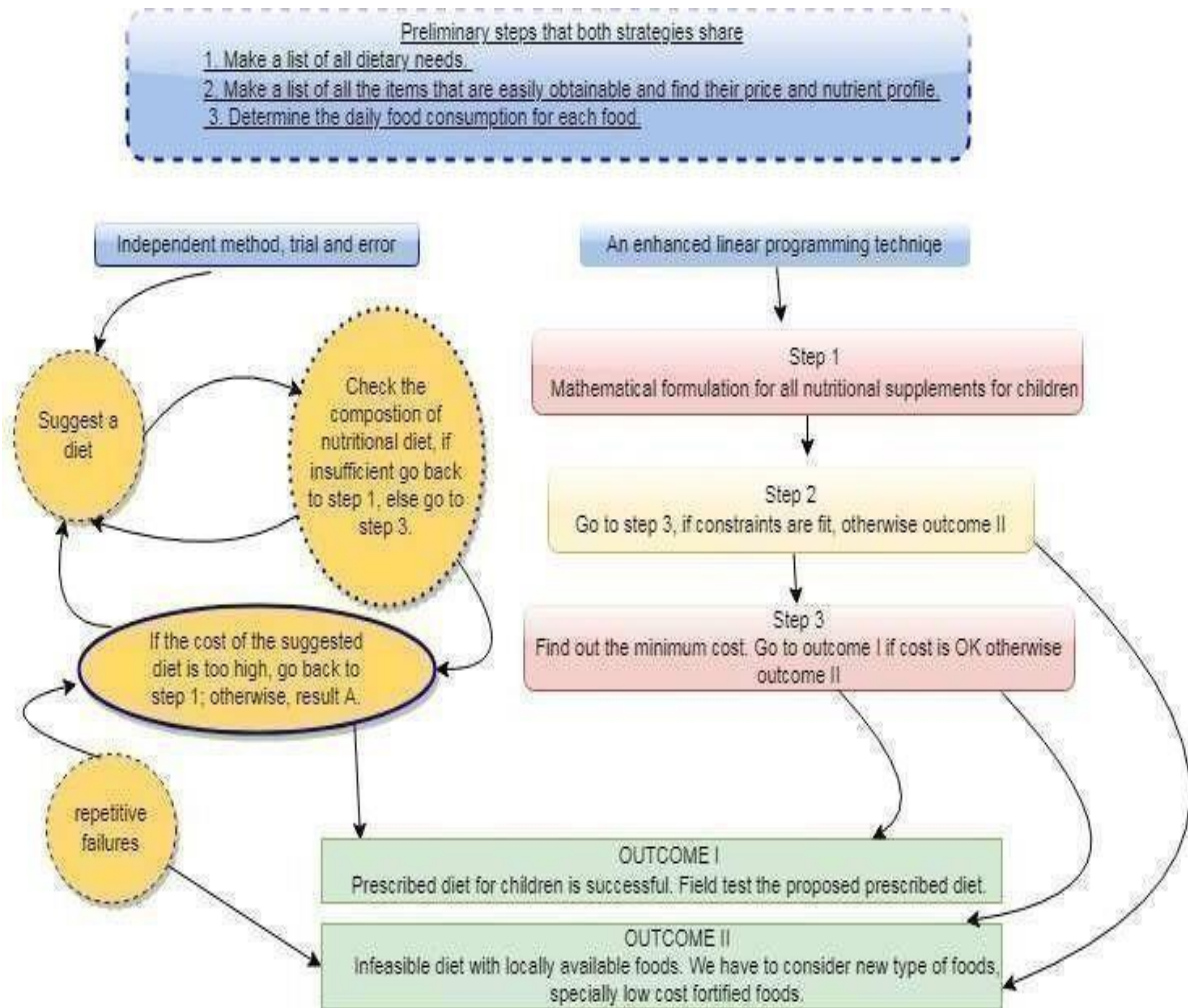 Preliminary steps that both strategies share
1. Make a list of all dietary needs.
2. Make a list of all the items that are easily obtainable and find their price and nutrient profile.
3. Determine the daily food consumption for each food.
Independent method, trial and error
An enhanced linear programming techniqe
Suggest a
diet
Check the
compostion of
nutritional diet, if
insufficient go back
to step 1, else go to
step 3.
If the cost of the suggested
diet is too high, go back to
step 1; otherwise, result A.
repetitive
failures
Step 1
Mathematical formulation for all nutritional supplements for children
Step 2
Go to step 3, if constraints are fit, otherwise outcome II
Step 3
Find out the minimum cost. Go to outcome I if cost is OK otherwise
outcome II
OUTCOME I
Prescribed diet for children is successful. Field test the proposed prescribed diet.
OUTCOME II
Infeasible diet with locally available foods. We have to consider new type of foods,
specially low cost fortified foods.